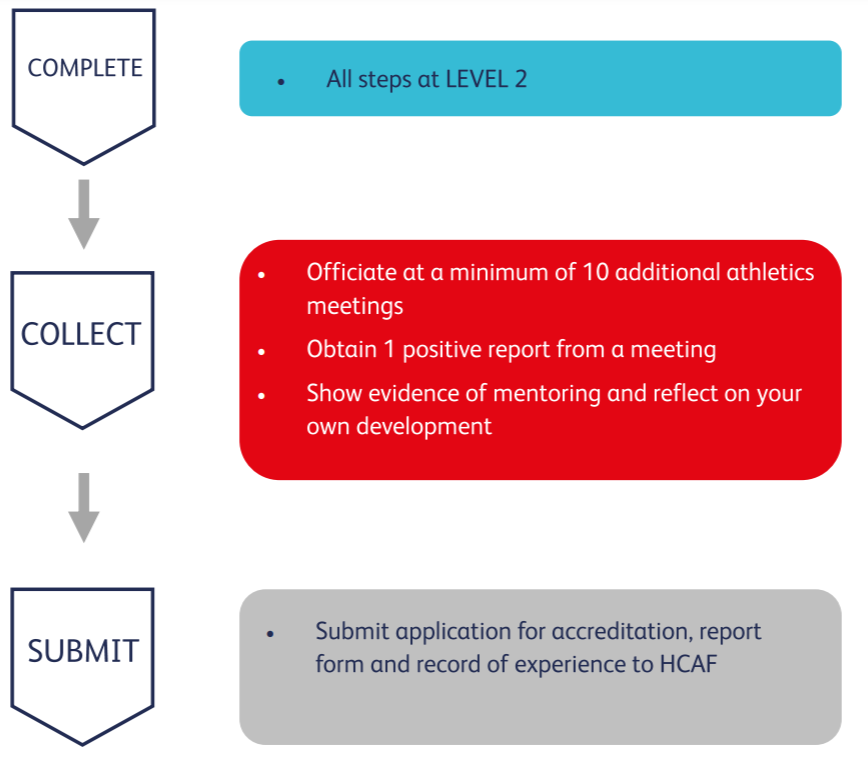 COMPLETE
• All steps at LEVEL 2
COLLECT
• Officiate at a minimum of 10 additional athletics
meetings
• Obtain 1 positive report from a meeting
• Show evidence of mentoring and reflect on your
own development
SUBMIT
• Submit application for accreditation, report
form and record of experience to HCAF